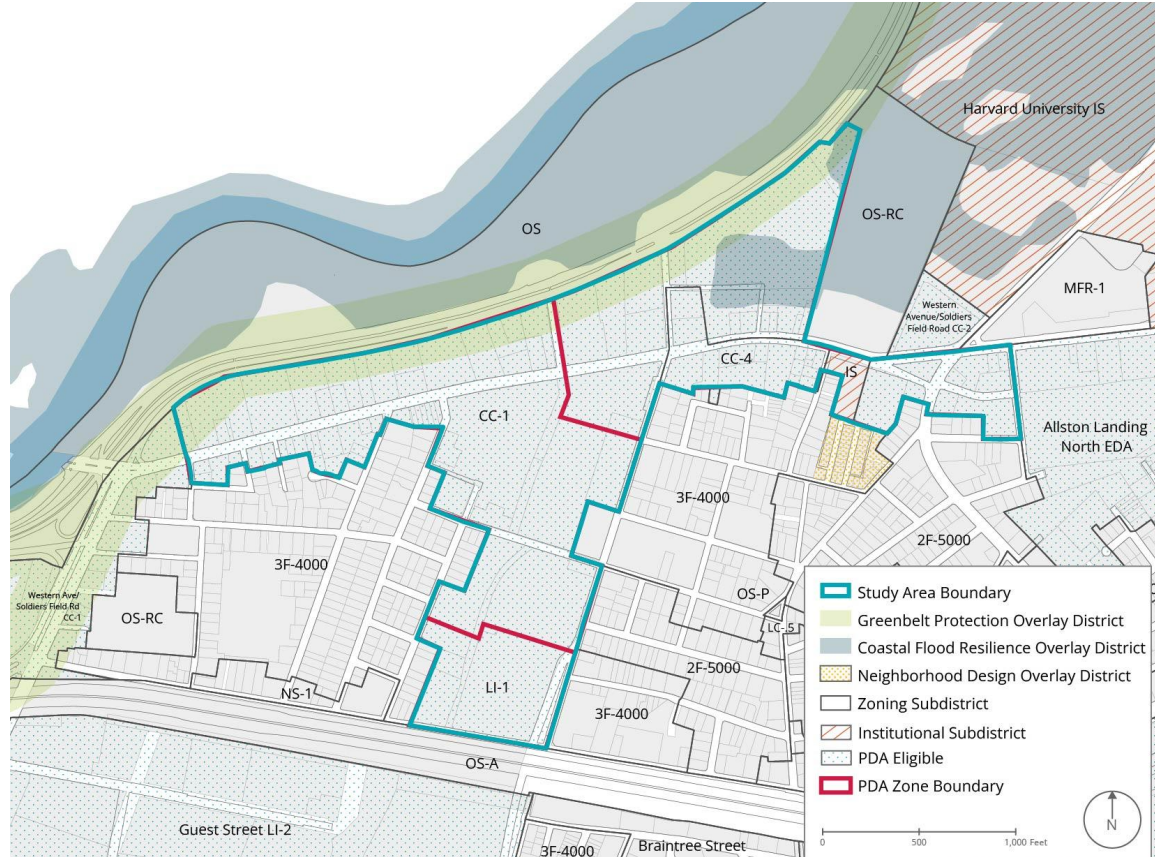 Harvard University IS
OS
OS-RC
MFR-1
Western
Avenue/Soldiers
Field Road CC-2
CC-4
IS
CC-1
Allston Landing
North EDA
3F-4000
2F-5000
3F-4000
Western Ave/
Soldiers Field Rd
CC-1
OS-RC
OS-P
LC-.5
2F-5000
LI-1
NS-1
3F-4000
OS-A
Guest Street LI-2
3F-4000
Braintree Street
Study Area Boundary
Greenbelt Protection Overlay District
Coastal Flood Resilience Overlay District
Neighborhood Design Overlay District
Zoning Subdistrict
Institutional Subdistrict
PDA Eligible
PDA Zone Boundary
N
0 500 1,000 Feet